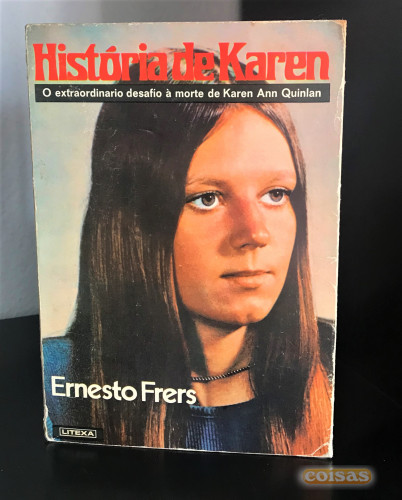 História de Karen
O extraordinario desafio à morte de Karen Ann Quinlan
Ernesto Frers
LITEXA
coisas